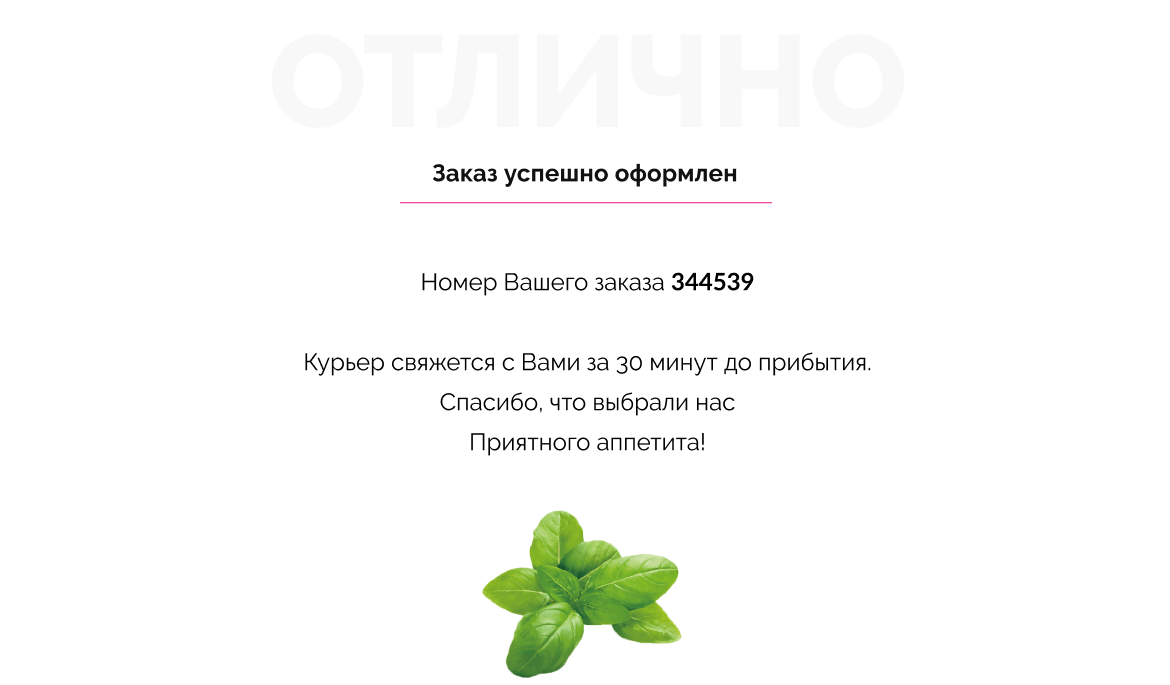 ОТЛИЧНО
Заказ успешно оформлен
Номер Вашего заказа 344539
Курьер свяжется с Вами за 30 минут до прибытия.
Спасибо, что выбрали нас
Приятного аппетита!